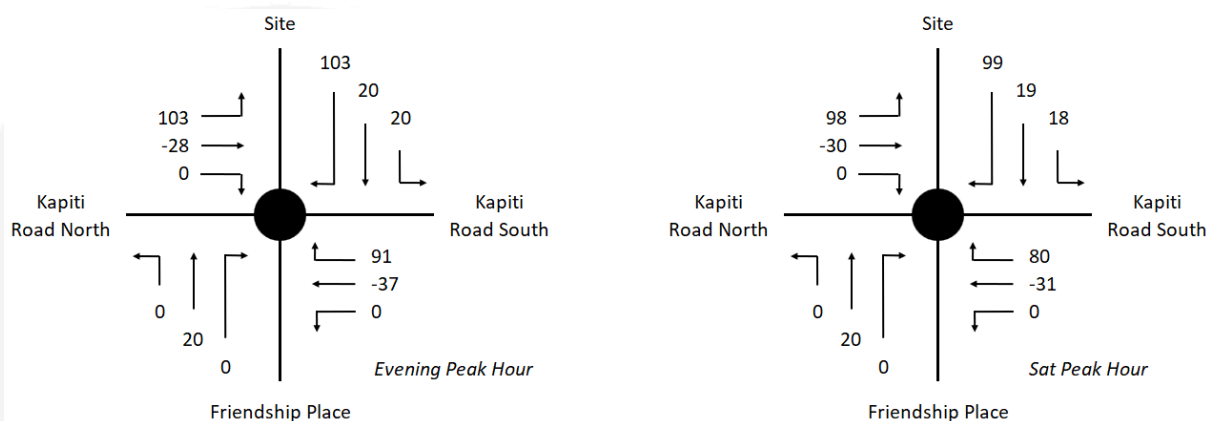 Site
103
20
20
103
-28
0
Kapiti
Road North
Kapiti
Road South
91
-37
0
0
20
0
Evening Peak Hour
Friendship Place
Site
99
19
18
98
-30
0
Kapiti
Road North
Kapiti
Road South
80
-31
0
0
20
0
Sat Peak Hour
Friendship Place